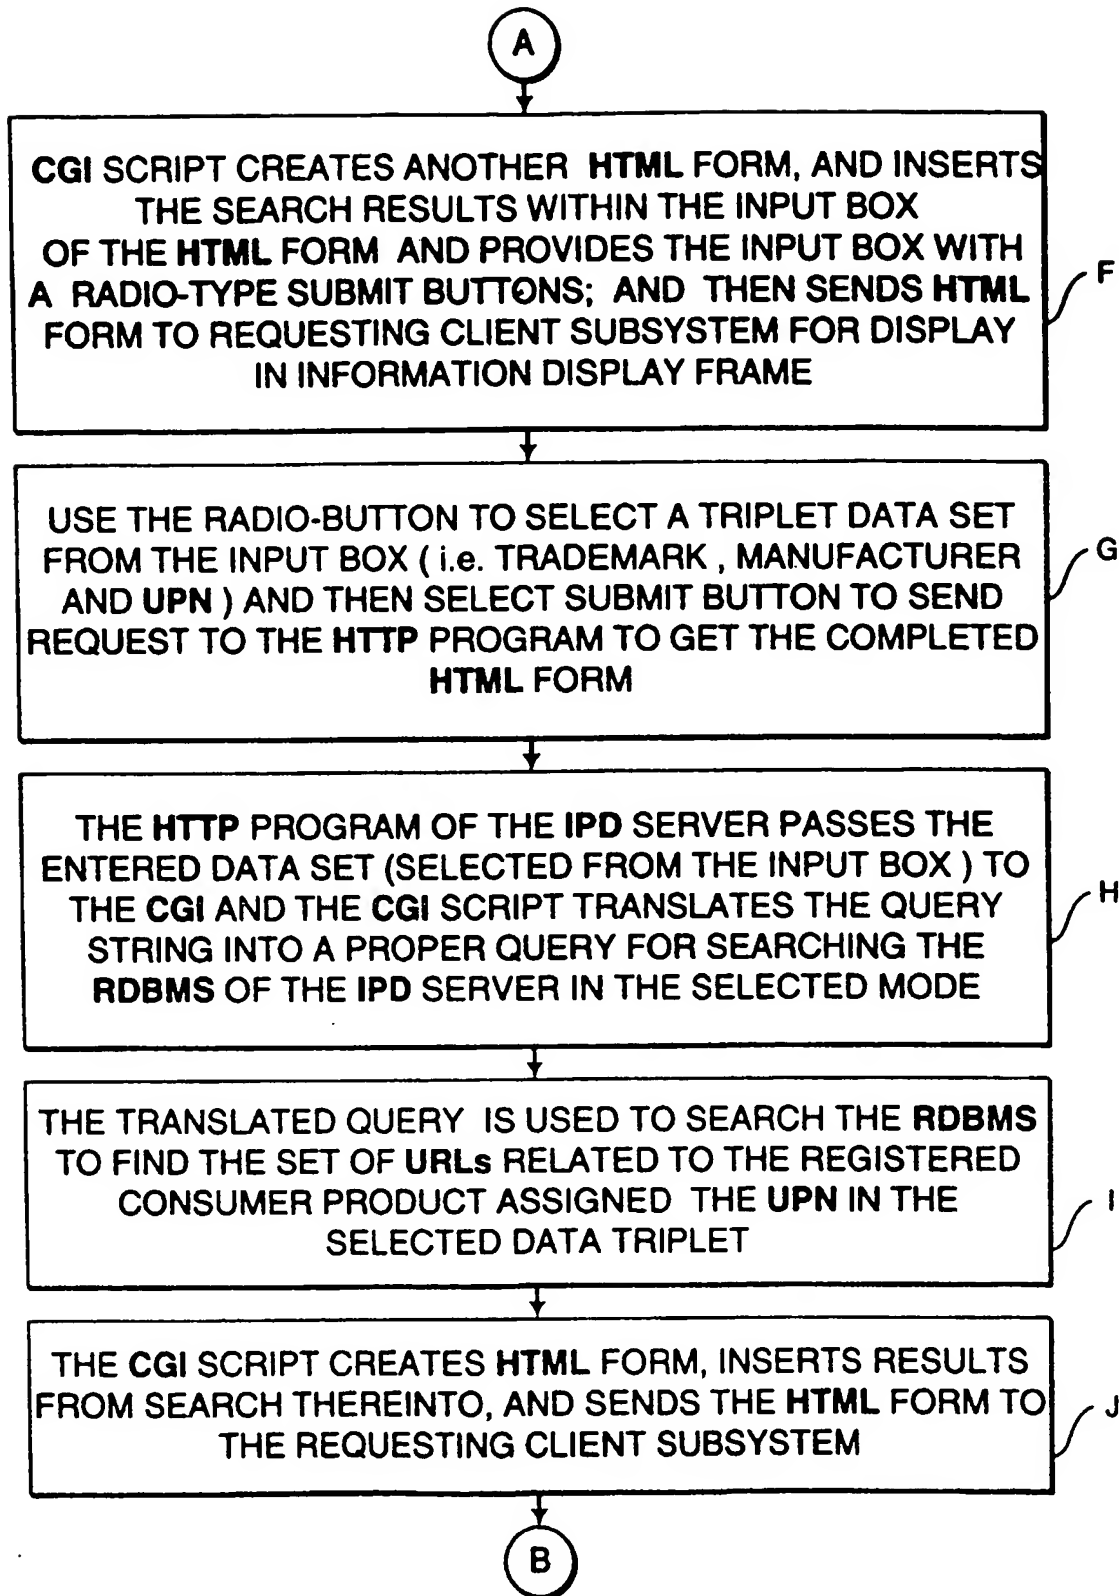 A
CGI SCRIPT CREATES ANOTHER HTML FORM, AND INSERTS
THE SEARCH RESULTS WITHIN THE INPUT BOX
OF THE HTML FORM AND PROVIDES THE INPUT BOX WITH
A RADIO-TYPE SUBMIT BUTTONS; AND THEN SENDS HTML
FORM TO REQUESTING CLIENT SUBSYSTEM FOR DISPLAY
IN INFORMATION DISPLAY FRAME
F
USE THE RADIO-BUTTON TO SELECT A TRIPLET DATA SET
FROM THE INPUT BOX ( i.e. TRADEMARK , MANUFACTURER
AND UPN ) AND THEN SELECT SUBMIT BUTTON TO SEND
REQUEST TO THE HTTP PROGRAM TO GET THE COMPLETED
HTML FORM
G
THE HTTP PROGRAM OF THE IPD SERVER PASSES THE
ENTERED DATA SET (SELECTED FROM THE INPUT BOX ) TO
THE CGI AND THE CGI SCRIPT TRANSLATES THE QUERY
STRING INTO A PROPER QUERY FOR SEARCHING THE
RDBMS OF THE IPD SERVER IN THE SELECTED MODE
H
THE TRANSLATED QUERY IS USED TO SEARCH THE RDBMS
TO FIND THE SET OF URLs RELATED TO THE REGISTERED
CONSUMER PRODUCT ASSIGNED THE UPN IN THE
SELECTED DATA TRIPLET
I
THE CGI SCRIPT CREATES HTML FORM, INSERTS RESULTS
FROM SEARCH THEREINTO, AND SENDS THE HTML FORM TO
THE REQUESTING CLIENT SUBSYSTEM
J
B